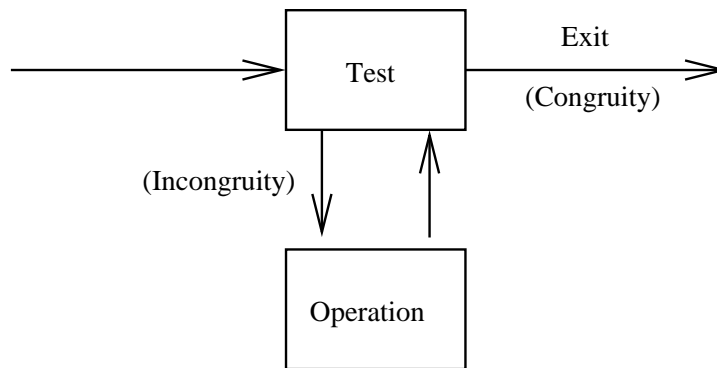 Exit
Test
(Congruity)
(Incongruity)
Operation